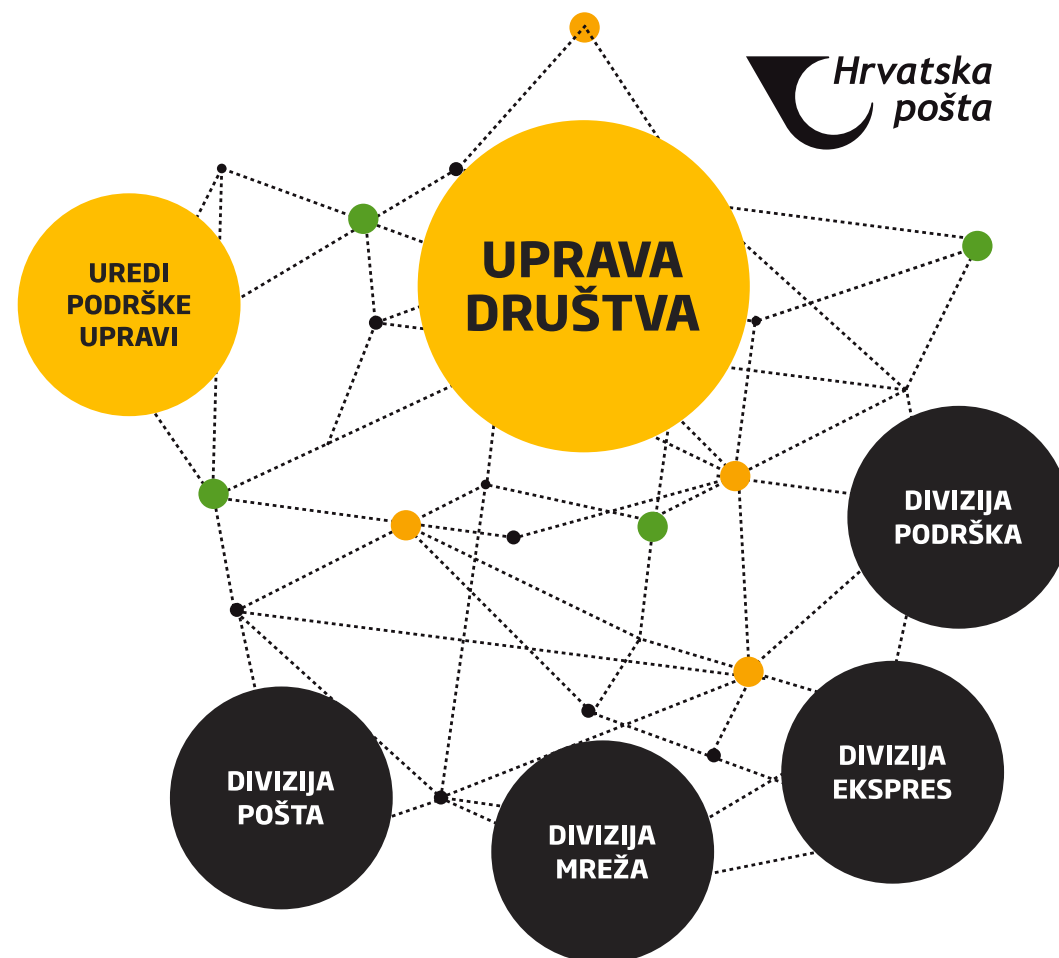 Hrvatska
pošta
UPRAVA
DRUŠTVA
UREDI
PODRŠKE
UPRAVI
DIVIZIJA
PODRŠKA
DIVIZIJA
EKSPRES
DIVIZIJA
POŠTA
DIVIZIJA
MREŽA